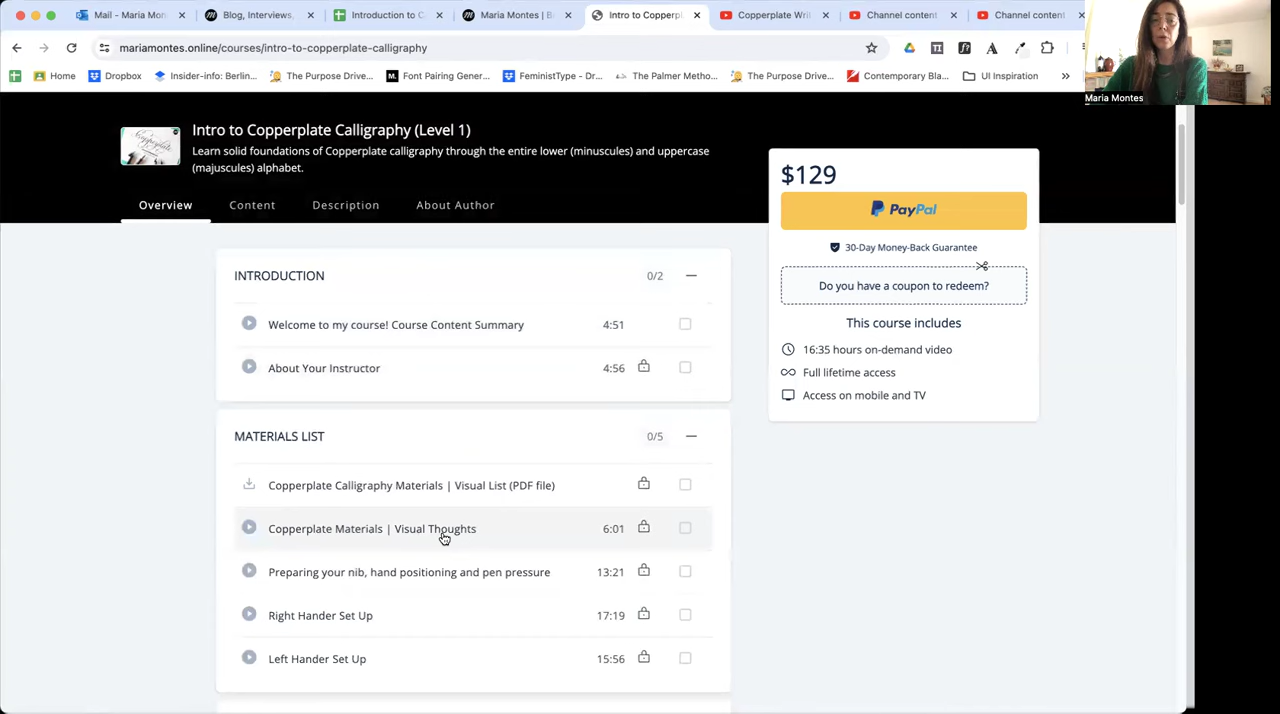 Mail - Maria Mon
Blog, Interviews,
Introduction to C
Maria Montes | B
Intro to Copperpl
Copperplate Writ
Channel content
Channel content
mariamontes.online/courses/intro-to-copperplate-calligraphy
Home
Dropbox
Insider-info: Berlin...
The Purpose Drive...
Font Pairing Gener...
FeministType - Dr...
The Palmer Metho...
The Purpose Drive...
Contemporary Bla...
UI Inspiration
Maria Montes
Intro to Copperplate Calligraphy (Level 1)
Learn solid foundations of Copperplate calligraphy through the entire lower (minuscules) and uppercase
(majuscules) alphabet.
Overview
Content
Description
About Author
$129
PayPal
30-Day Money-Back Guarantee
Do you have a coupon to redeem?
This course includes
16:35 hours on-demand video
Full lifetime access
Access on mobile and TV
INTRODUCTION 0/2
Welcome to my course! Course Content Summary 4:51
About Your Instructor 4:56
MATERIALS LIST 0/5
Copperplate Calligraphy Materials | Visual List (PDF file)
Copperplate Materials | Visual Thoughts 6:01
Preparing your nib, hand positioning and pen pressure 13:21
Right Hander Set Up 17:19
Left Hander Set Up 15:56